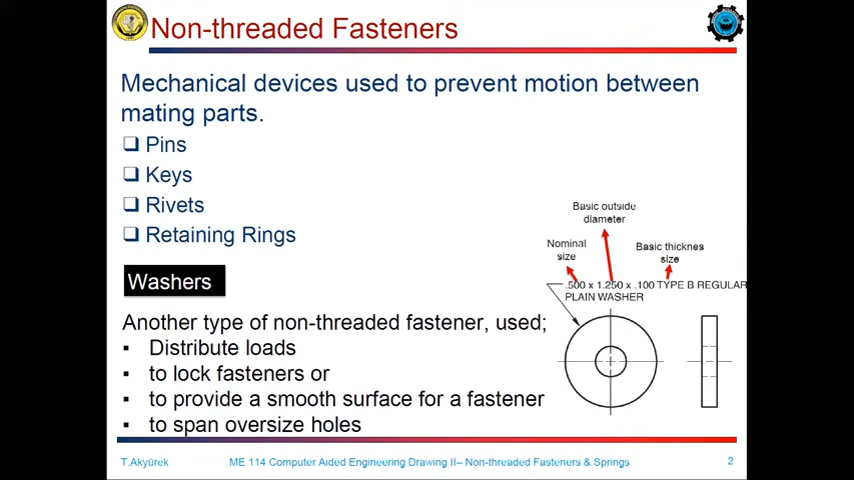 Non-threaded Fasteners
Mechanical devices used to prevent motion between
mating parts.
❑ Pins
❑ Keys
❑ Rivets
❑ Retaining Rings
Basic outside
diameter
Nominal
size
Basic thicknes
size
.500 x 1.250 x .100 TYPE B REGULAR
PLAIN WASHER
Washers
Another type of non-threaded fastener, used;
▪ Distribute loads
▪ to lock fasteners or
▪ to provide a smooth surface for a fastener
▪ to span oversize holes
T.Akyürek
ME 114 Computer Aided Engineering Drawing II– Non-threaded Fasteners & Springs
2